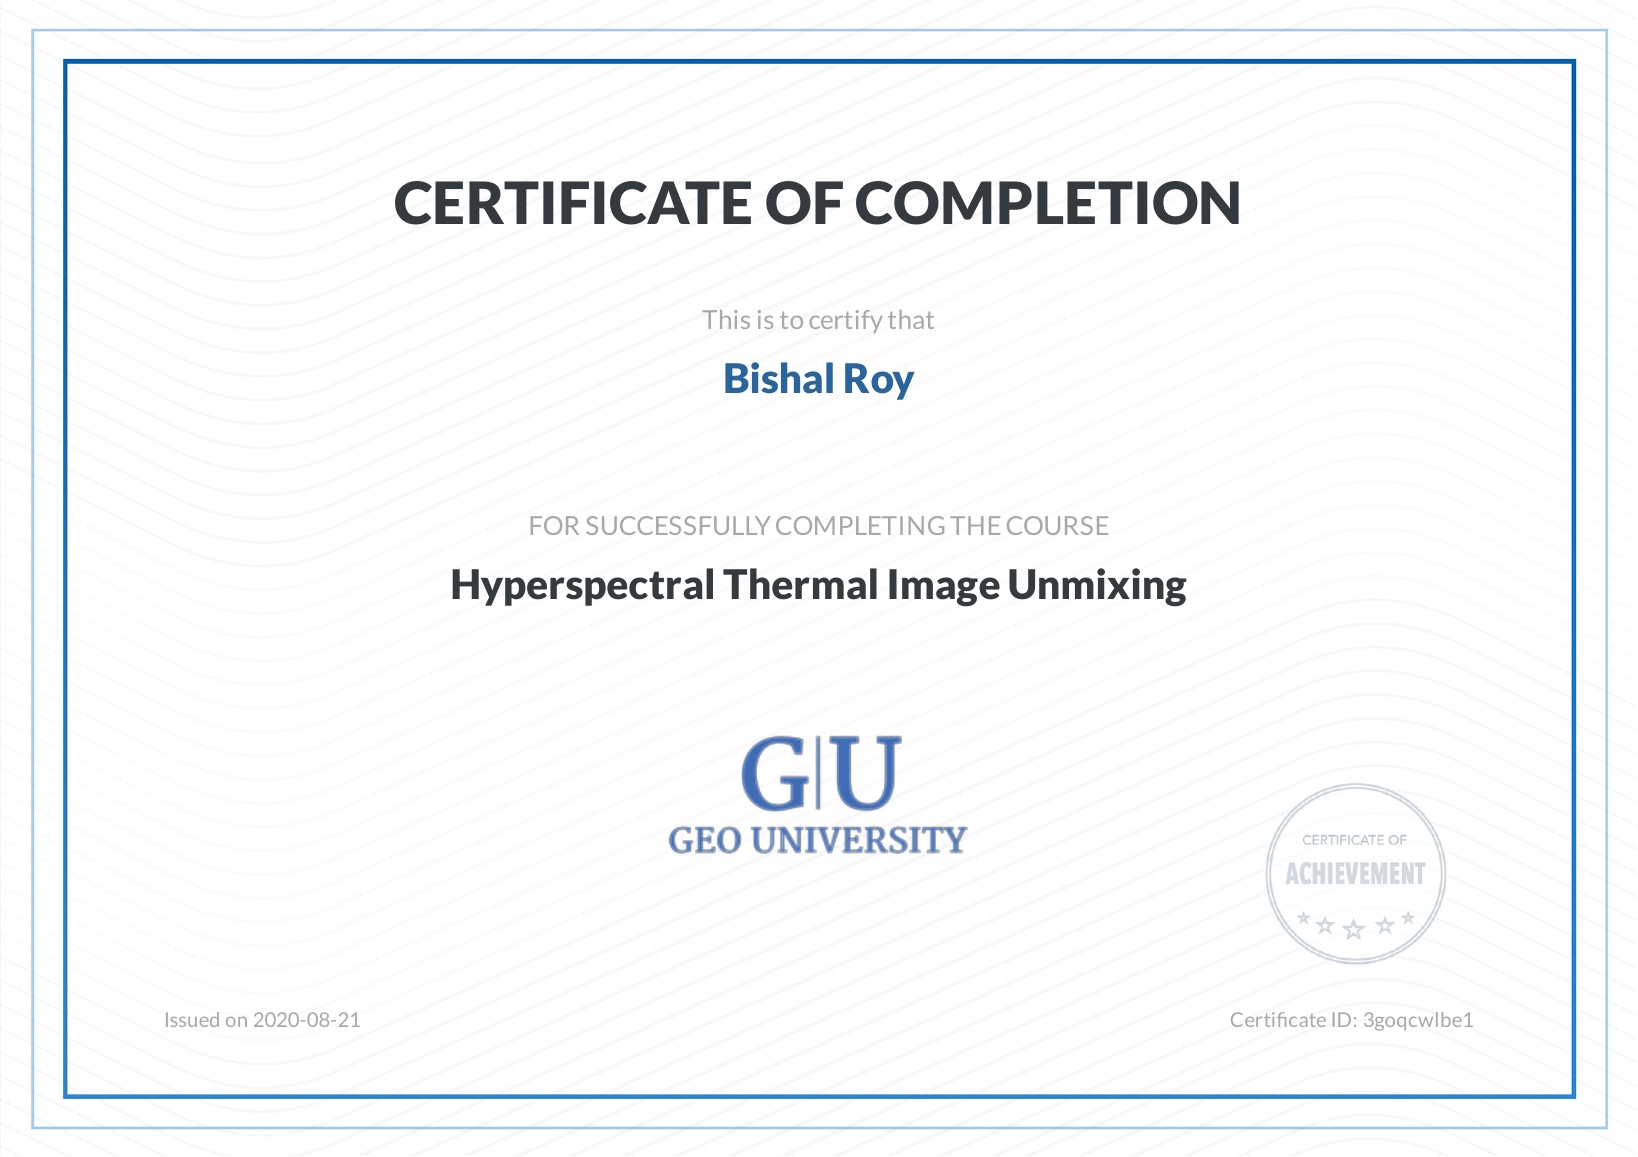 CERTIFICATE OF COMPLETION
This is to certify that
Bishal Roy
FOR SUCCESSFULLY COMPLETING THE COURSE
Hyperspectral Thermal Image Unmixing
G|U
GEO UNIVERSITY
CERTIFICATE OF
ACHIEVEMENT
Issued on 2020-08-21
Certificate ID: 3goqcwlbe1